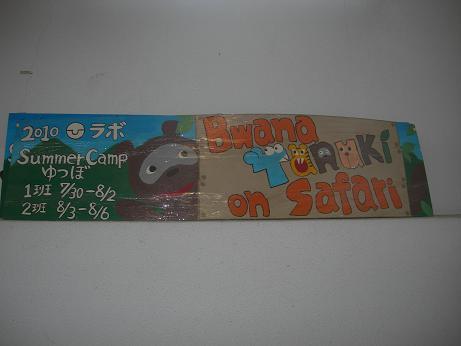 2010 ラボ
Summer Camp
ゆっぽ
1班 7/30-8/2
2班 8/3-8/6
Bwana
TANUKi
on Safari